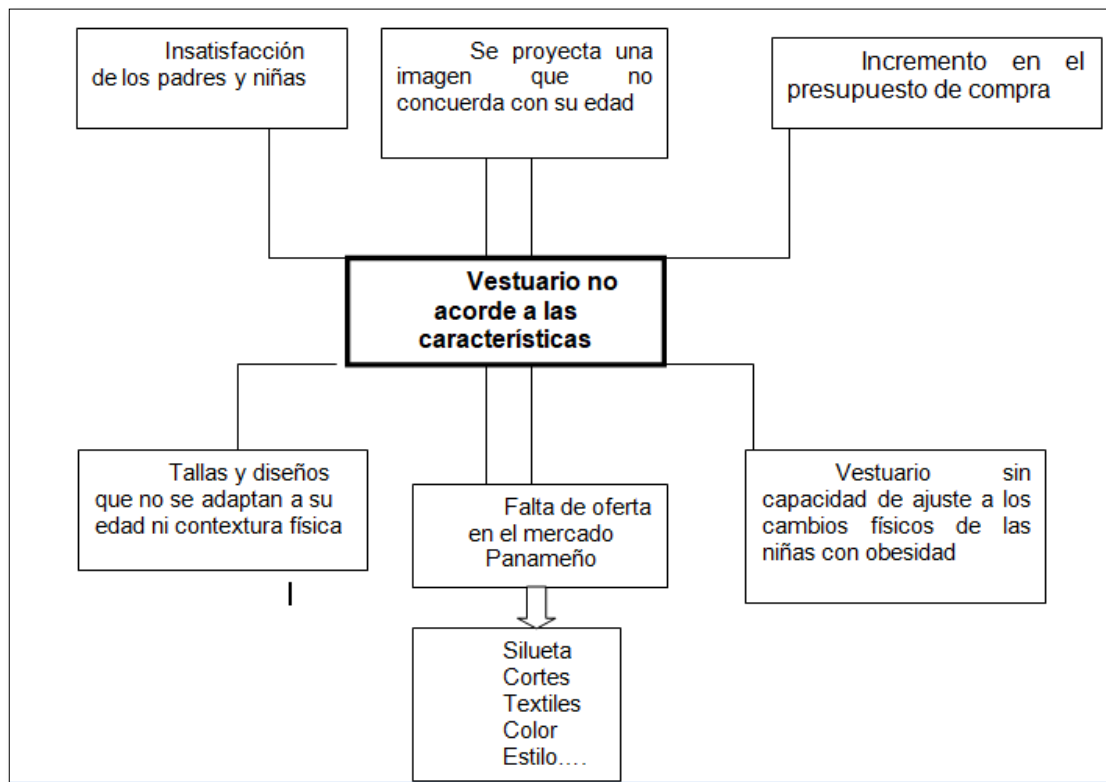 Insatisfacción
de los padres y niñas
Se proyecta una
imagen que no
concuerda con su edad
Incremento en el
presupuesto de compra
Vestuario no
acorde a las
características
Tallas y diseños
que no se adaptan a su
edad ni contextura física
Falta de oferta
en el mercado
Panameño
Vestuario sin
capacidad de ajuste a los
cambios físicos de las
niñas con obesidad
Silueta
Cortes
Textiles
Color
Estilo….